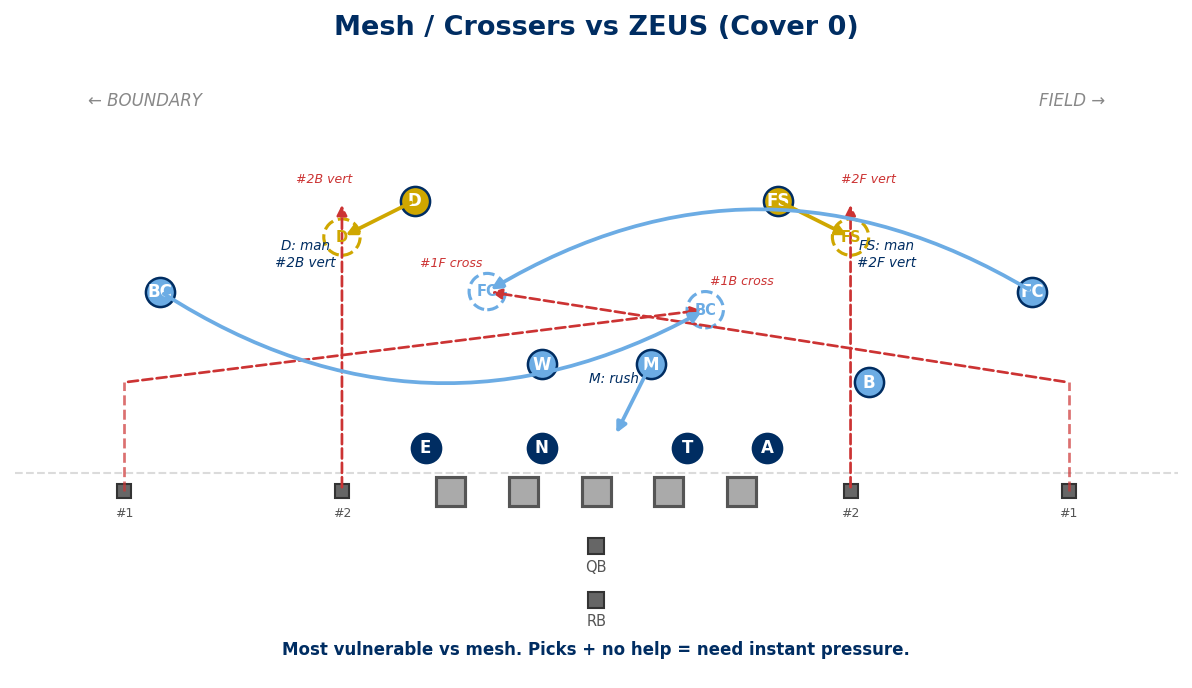 Mesh / Crossers vs ZEUS (Cover 0)
← BOUNDARY
FIELD →
#2B vert
#2F vert
D
FS
D
FS
D: man
#2B vert
FS: man
#2F vert
#1F cross
#1B cross
BC
FC
BC
FC
W
M
M: rush
B
E
N
T
A
#1
#2
#2
#1
QB
RB
Most vulnerable vs mesh. Picks + no help = need instant pressure.